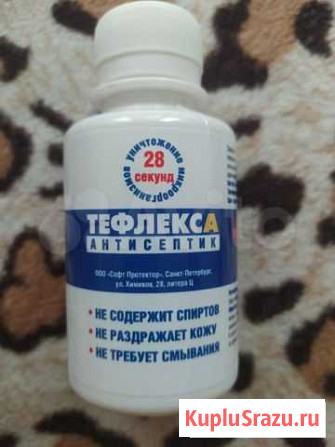 уничтожение
28
секунд
микроорганизмов
ТЕФЛЕКСА
АНТИСЕПТИК
ООО «Софт Протектор», Санкт-Петербург,
ул. Химиков, 28, литера Ц
• НЕ СОДЕРЖИТ СПИРТОВ
• НЕ РАЗДРАЖАЕТ КОЖУ
• НЕ ТРЕБУЕТ СМЫВАНИЯ
KupluSrazu.ru